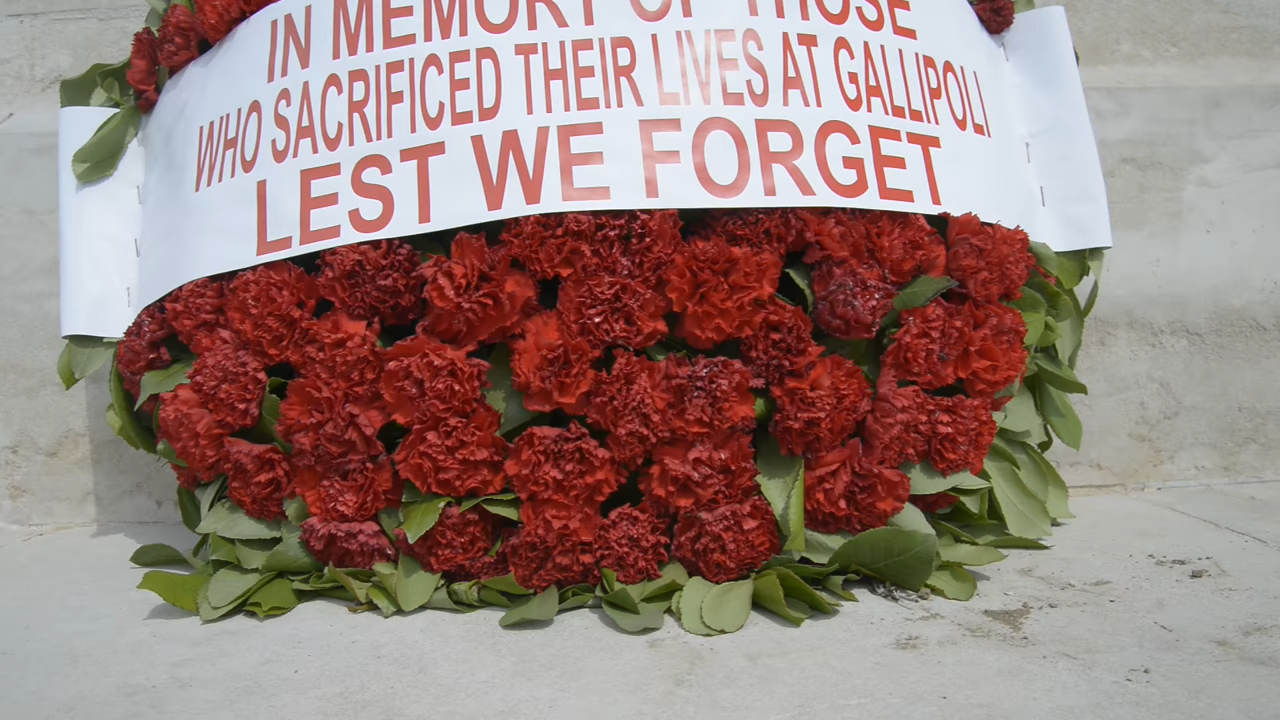 IN MEMORY OF THOSE
WHO SACRIFICED THEIR LIVES AT GALLIPOLI
LEST WE FORGET